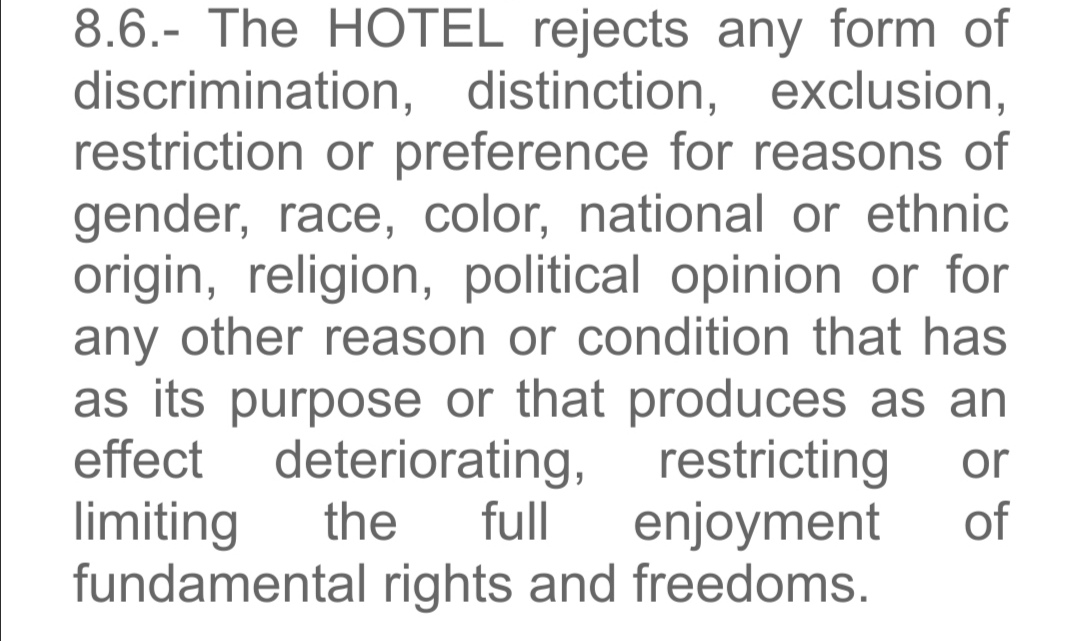 8.6.- The HOTEL rejects any form of
discrimination, distinction, exclusion,
restriction or preference for reasons of
gender, race, color, national or ethnic
origin, religion, political opinion or for
any other reason or condition that has
as its purpose or that produces as an
effect deteriorating, restricting or
limiting the full enjoyment of
fundamental rights and freedoms.